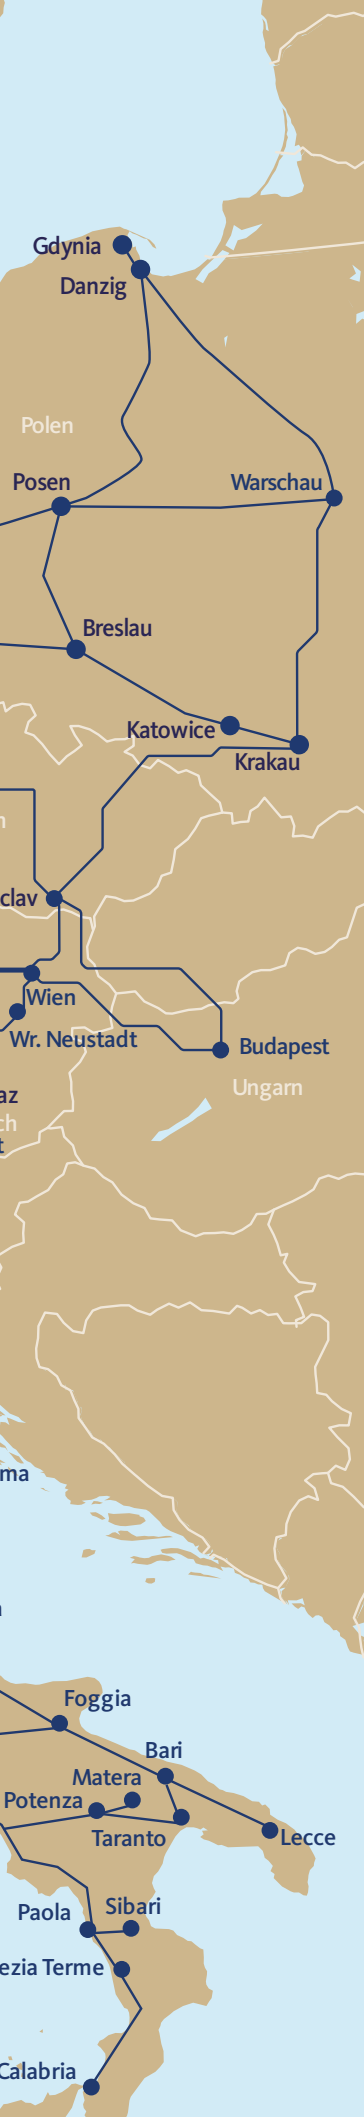 Gdynia
Danzig
Polen
Posen
Warschau
Breslau
Katowice
Krakau
n
clav
Wien
Wr. Neustadt
Budapest
Ungarn
az
ch
t
ma
Foggia
Bari
Matera
Potenza
Taranto
Lecce
Sibari
Paola
ezia Terme
Calabria